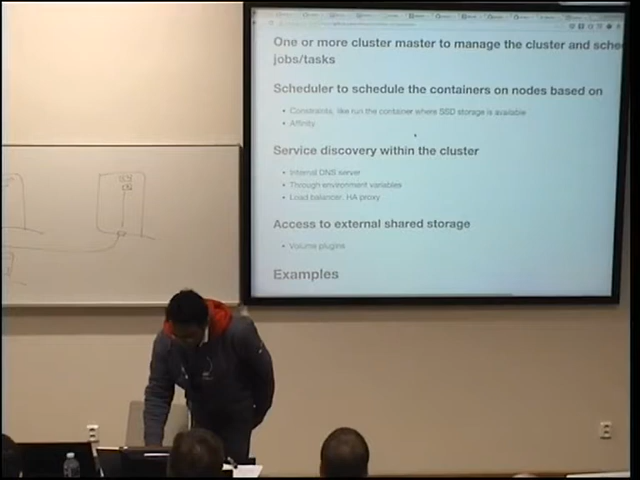 One or more cluster master to manage the cluster and sche
jobs/tasks
Scheduler to schedule the containers on nodes based on
• Constraints, like run the container where SSD storage is available
• Affinity
Service discovery within the cluster
• Internal DNS server
• Through environment variables
• Load balancer, HA proxy
Access to external shared storage
• Volume plugins
Examples